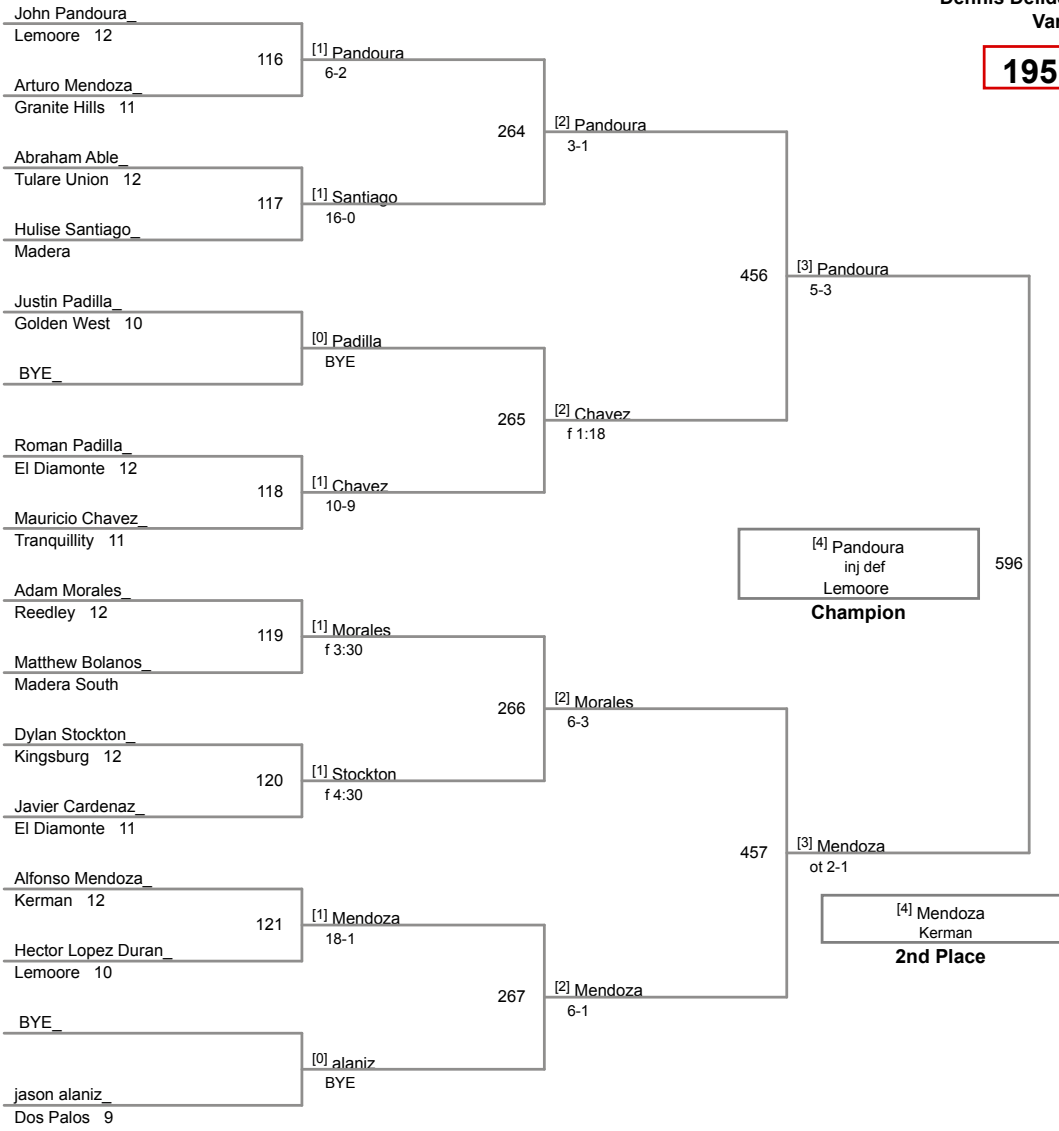 Dennis
Var
195
John Pandoura_
Lemoore 12
116
[1] Pandoura
6-2
Arturo Mendoza_
Granite Hills 11
264
[2] Pandoura
3-1
Abraham Able_
Tulare Union 12
117
[1] Santiago
16-0
Hulise Santiago_
Madera
456
[3] Pandoura
5-3
Justin Padilla_
Golden West 10
[0] Padilla
BYE
BYE_
265
[2] Chavez
f 1:18
Roman Padilla_
El Diamonte 12
118
[1] Chavez
10-9
Mauricio Chavez_
Tranquillity 11
[4] Pandoura
inj def
Lemoore
Champion
596
Adam Morales_
Reedley 12
119
[1] Morales
f 3:30
Matthew Bolanos_
Madera South
266
[2] Morales
6-3
Dylan Stockton_
Kingsburg 12
120
[1] Stockton
f 4:30
Javier Cardenaz_
El Diamonte 11
457
[3] Mendoza
ot 2-1
Alfonso Mendoza_
Kerman 12
121
[1] Mendoza
18-1
Hector Lopez Duran_
Lemoore 10
[4] Mendoza
Kerman
2nd Place
267
[2] Mendoza
6-1
BYE_
[0] alaniz
BYE
jason alaniz_
Dos Palos 9